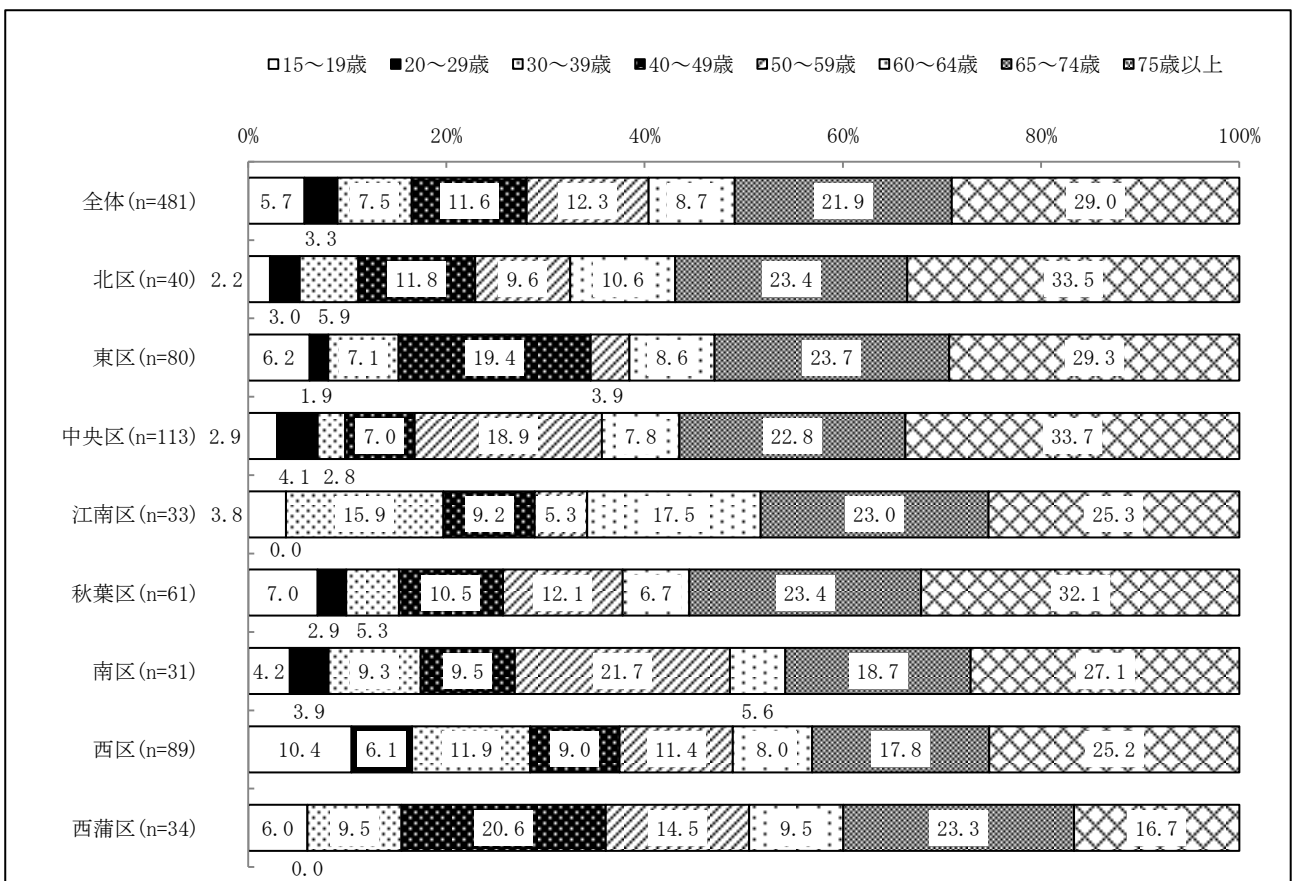 □15～19歳 ■20～29歳 □30～39歳 ■40～49歳 □50～59歳 □60～64歳 ■65～74歳 □75歳以上
0% 20% 40% 60% 80% 100%
全体(n=481) 5.7 7.5 11.6 12.3 8.7 21.9 29.0
3.3
北区(n=40) 2.2 11.8 9.6 10.6 23.4 33.5
3.0 5.9
東区(n=80) 6.2 7.1 19.4 8.6 23.7 29.3
1.9 3.9
中央区(n=113) 2.9 7.0 18.9 7.8 22.8 33.7
4.1 2.8
江南区(n=33) 3.8 15.9 9.2 5.3 17.5 23.0 25.3
0.0
秋葉区(n=61) 7.0 10.5 12.1 6.7 23.4 32.1
2.9 5.3
南区(n=31) 4.2 9.3 9.5 21.7 18.7 27.1
3.9 5.6
西区(n=89) 10.4 6.1 11.9 9.0 11.4 8.0 17.8 25.2
西蒲区(n=34) 6.0 9.5 20.6 14.5 9.5 23.3 16.7
0.0